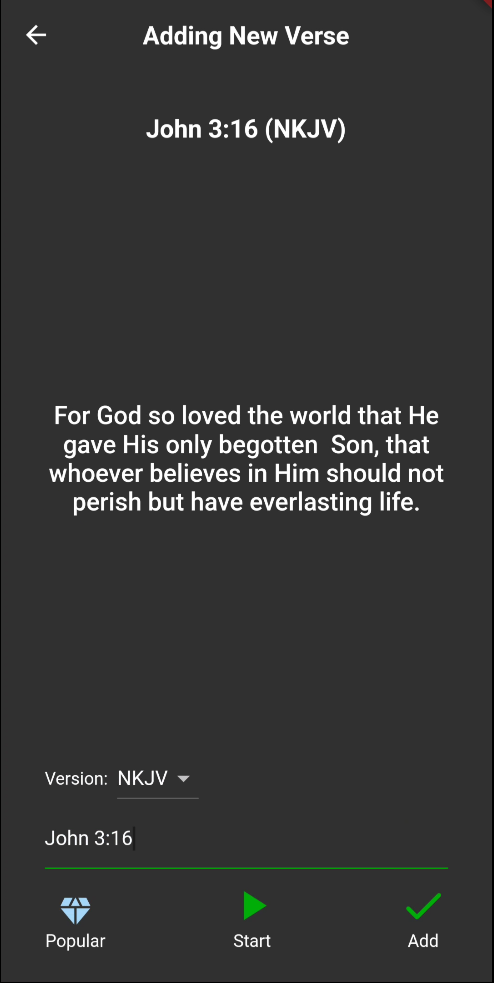 Adding New Verse
John 3:16 (NKJV)
For God so loved the world that He
gave His only begotten  Son, that
whoever believes in Him should not
perish but have everlasting life.
Version: NKJV
John 3:16
Popular Start Add